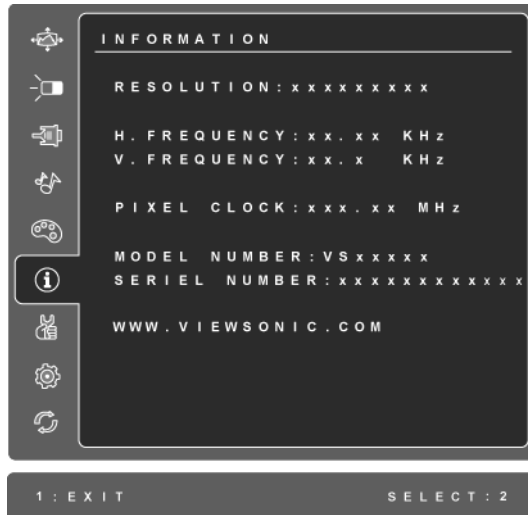 INFORMATION
RESOLUTION:xxxxxxxxx
H. FREQUENCY:xx.xx KHz
V. FREQUENCY:xx.x KHz
PIXEL CLOCK:xxx.xx MHz
MODEL NUMBER:VSxxxxx
SERIEL NUMBER:xxxxxxxxxxxx
WWW.VIEWSONIC.COM
1:EXIT SELECT:2